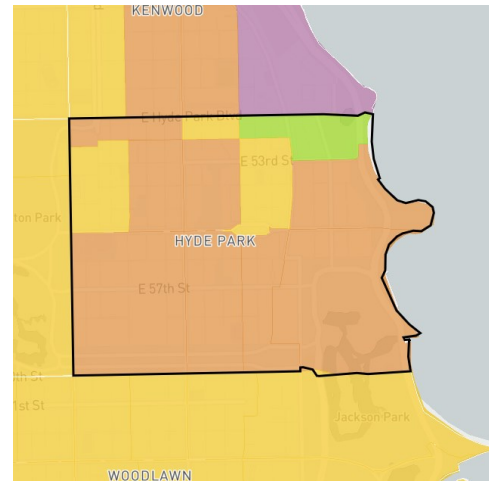 KENWOOD
E Hyde Park Blvd
E 53rd St
ton Park
HYDE PARK
E 57th St
th St
1st St
Jackson Park
WOODLAWN